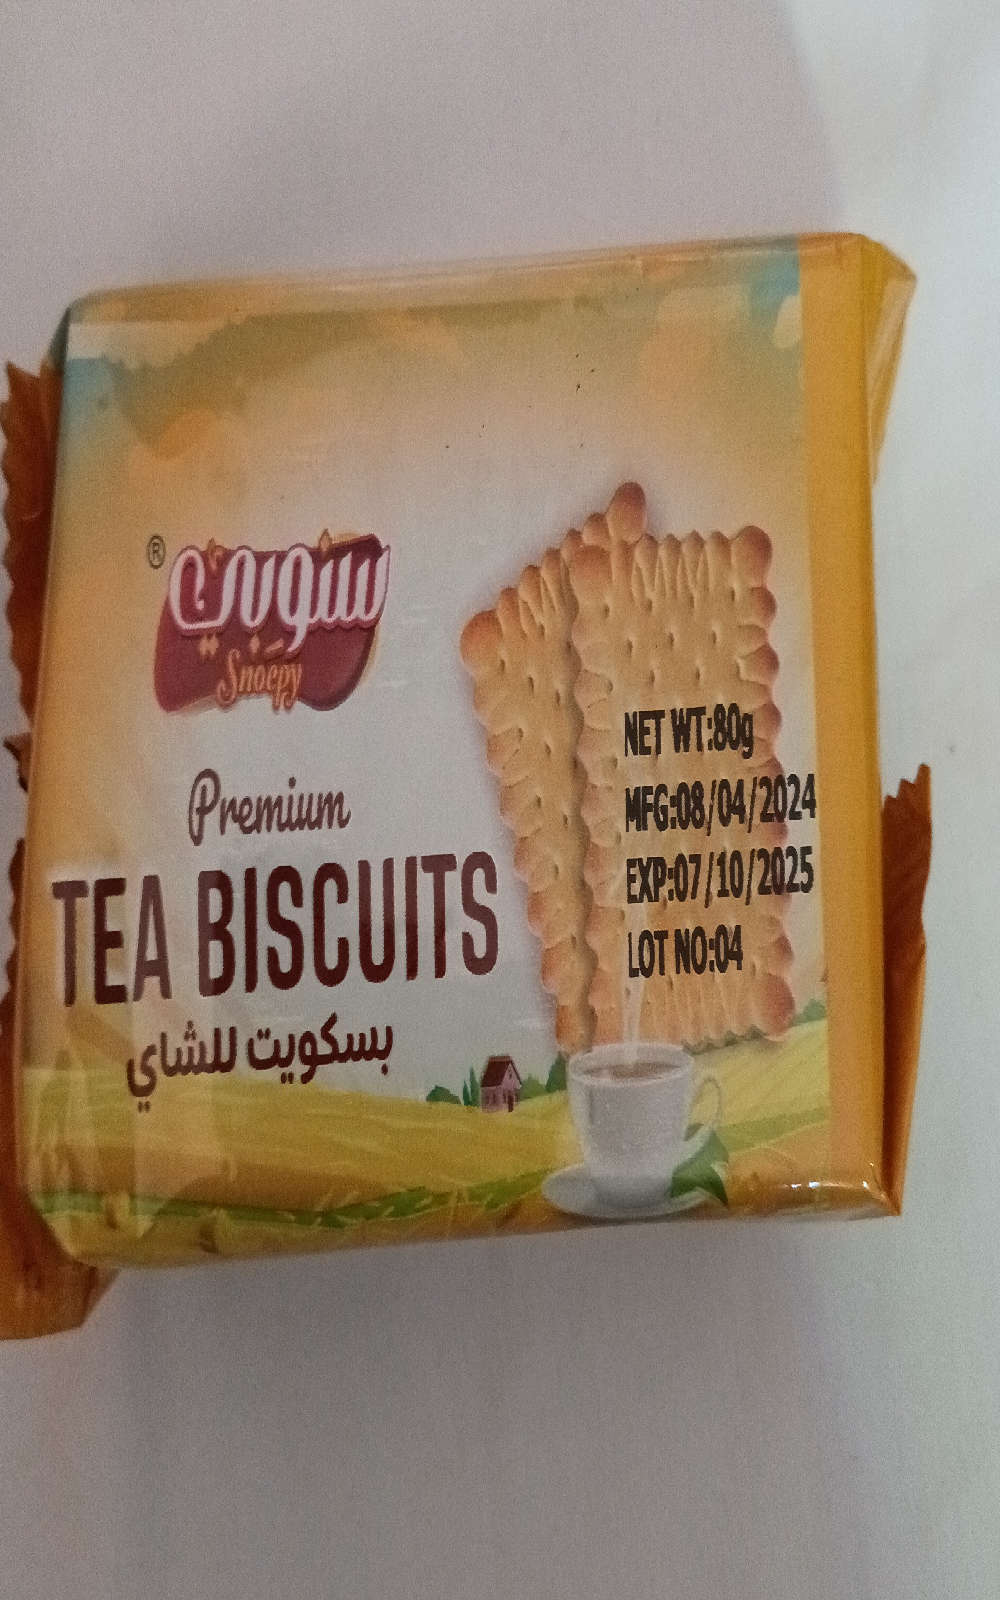 ®
سنوبي
Snoepy
Premium
TEA BISCUITS
بسكويت للشاي
NET WT:80g
MFG:08/04/2024
EXP:07/10/2025
LOT NO:04